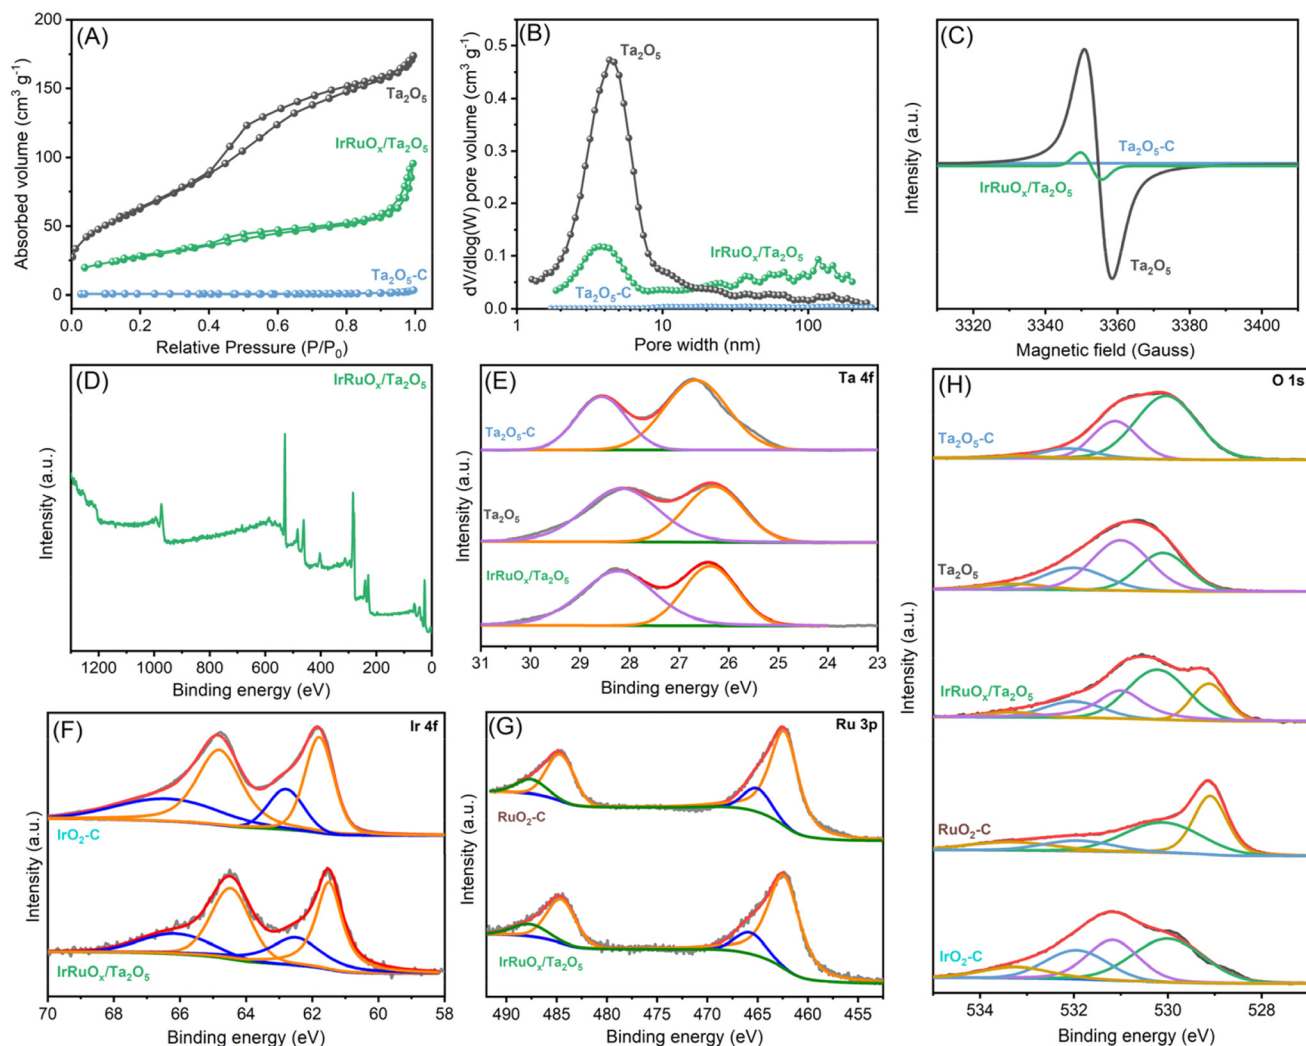 (A)
200
150
100
50
0
Absorbed volume (cm³ g⁻¹)
Ta₂O₅
IrRuOₓ/Ta₂O₅
Ta₂O₅-C
0.0 0.2 0.4 0.6 0.8 1.0
Relative Pressure (P/P₀)
(B)
0.5
0.4
0.3
0.2
0.1
0.0
dV/dlog(W) pore volume (cm³ g⁻¹)
Ta₂O₅
IrRuOₓ/Ta₂O₅
Ta₂O₅-C
1 10 100
Pore width (nm)
(C)
Intensity (a.u.)
Ta₂O₅-C
IrRuOₓ/Ta₂O₅
Ta₂O₅
3320 3340 3360 3380 3400
Magnetic field (Gauss)
(D)
IrRuOₓ/Ta₂O₅
Intensity (a.u.)
1200 1000 800 600 400 200 0
Binding energy (eV)
(E)
Ta 4f
Intensity (a.u.)
Ta₂O₅-C
Ta₂O₅
IrRuOₓ/Ta₂O₅
31 30 29 28 27 26 25 24 23
Binding energy (eV)
(F)
Ir 4f
Intensity (a.u.)
IrO₂-C
Intensity (a.u.)
IrRuOₓ/Ta₂O₅
70 68 66 64 62 60 58
Binding energy (eV)
(G)
Ru 3p
Intensity (a.u.)
RuO₂-C
IrRuOₓ/Ta₂O₅
490 485 480 475 470 465 460 455
Binding energy (eV)
(H)
O 1s
Intensity (a.u.)
Ta₂O₅-C
Ta₂O₅
IrRuOₓ/Ta₂O₅
RuO₂-C
IrO₂-C
534 532 530 528
Binding energy (eV)